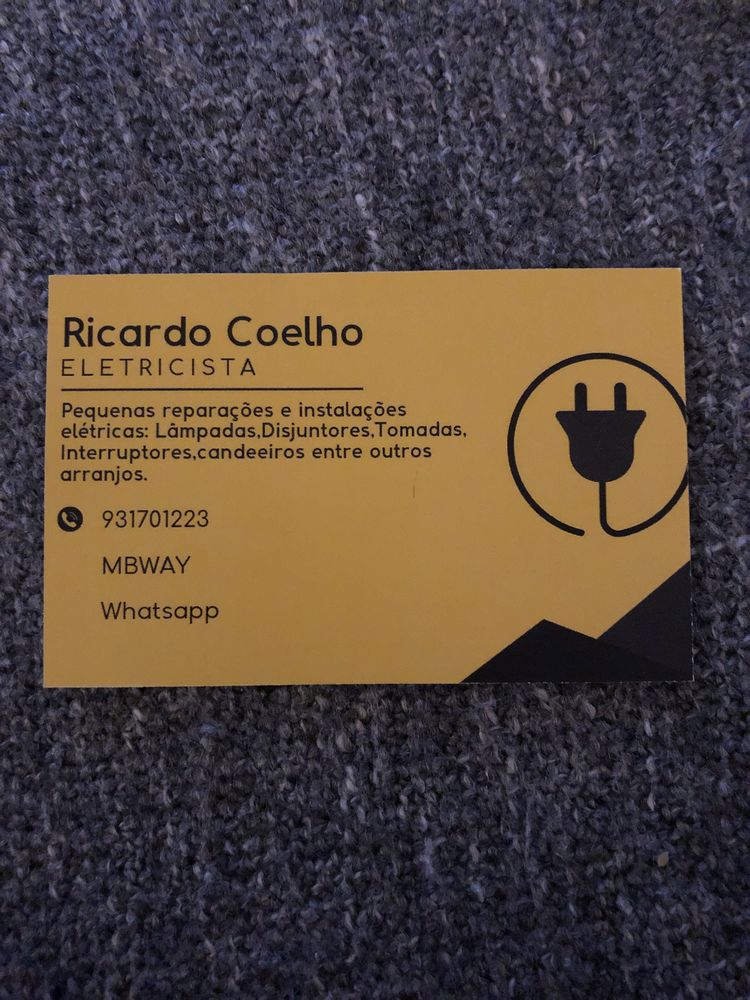 Ricardo Coelho
ELETRICISTA
Pequenas reparações e instalações
elétricas: Lâmpadas,Disjuntores,Tomadas,
Interruptores,candeeiros entre outros
arranjos.
931701223
MBWAY
Whatsapp